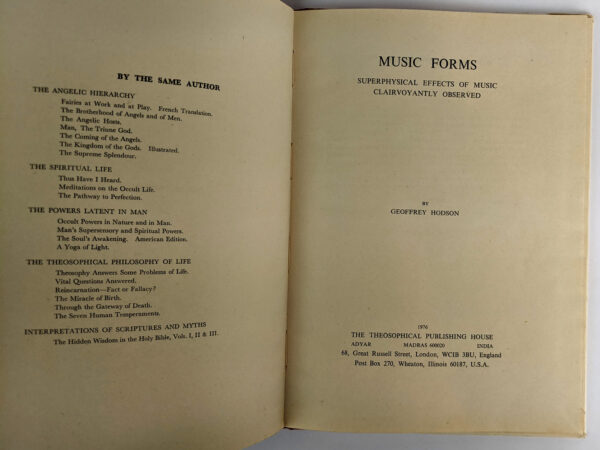 BY THE SAME AUTHOR
THE ANGELIC HIERARCHY
Fairies at Work and at Play. French Translation.
The Brotherhood of Angels and of Men.
The Angelic Hosts.
Man, The Triune God.
The Coming of the Angels.
The Kingdom of the Gods. Illustrated.
The Supreme Splendour.
THE SPIRITUAL LIFE
Thus Have I Heard.
Meditations on the Occult Life.
The Pathway to Perfection.
THE POWERS LATENT IN MAN
Occult Powers in Nature and in Man.
Man's Supersensory and Spiritual Powers.
The Soul's Awakening. American Edition.
A Yoga of Light.
THE THEOSOPHICAL PHILOSOPHY OF LIFE
Theosophy Answers Some Problems of Life.
Vital Questions Answered.
Reincarnation—Fact or Fallacy?
The Miracle of Birth.
Through the Gateway of Death.
The Seven Human Temperaments.
INTERPRETATIONS OF SCRIPTURES AND MYTHS
The Hidden Wisdom in the Holy Bible, Vols. I, II & III.
MUSIC FORMS
SUPERPHYSICAL EFFECTS OF MUSIC
CLAIRVOYANTLY OBSERVED
BY
GEOFFREY HODSON
1976
THE THEOSOPHICAL PUBLISHING HOUSE
ADYAR MADRAS 600020 INDIA
68, Great Russell Street, London, WCIB 3BU, England
Post Box 270, Wheaton, Illinois 60187, U.S.A.